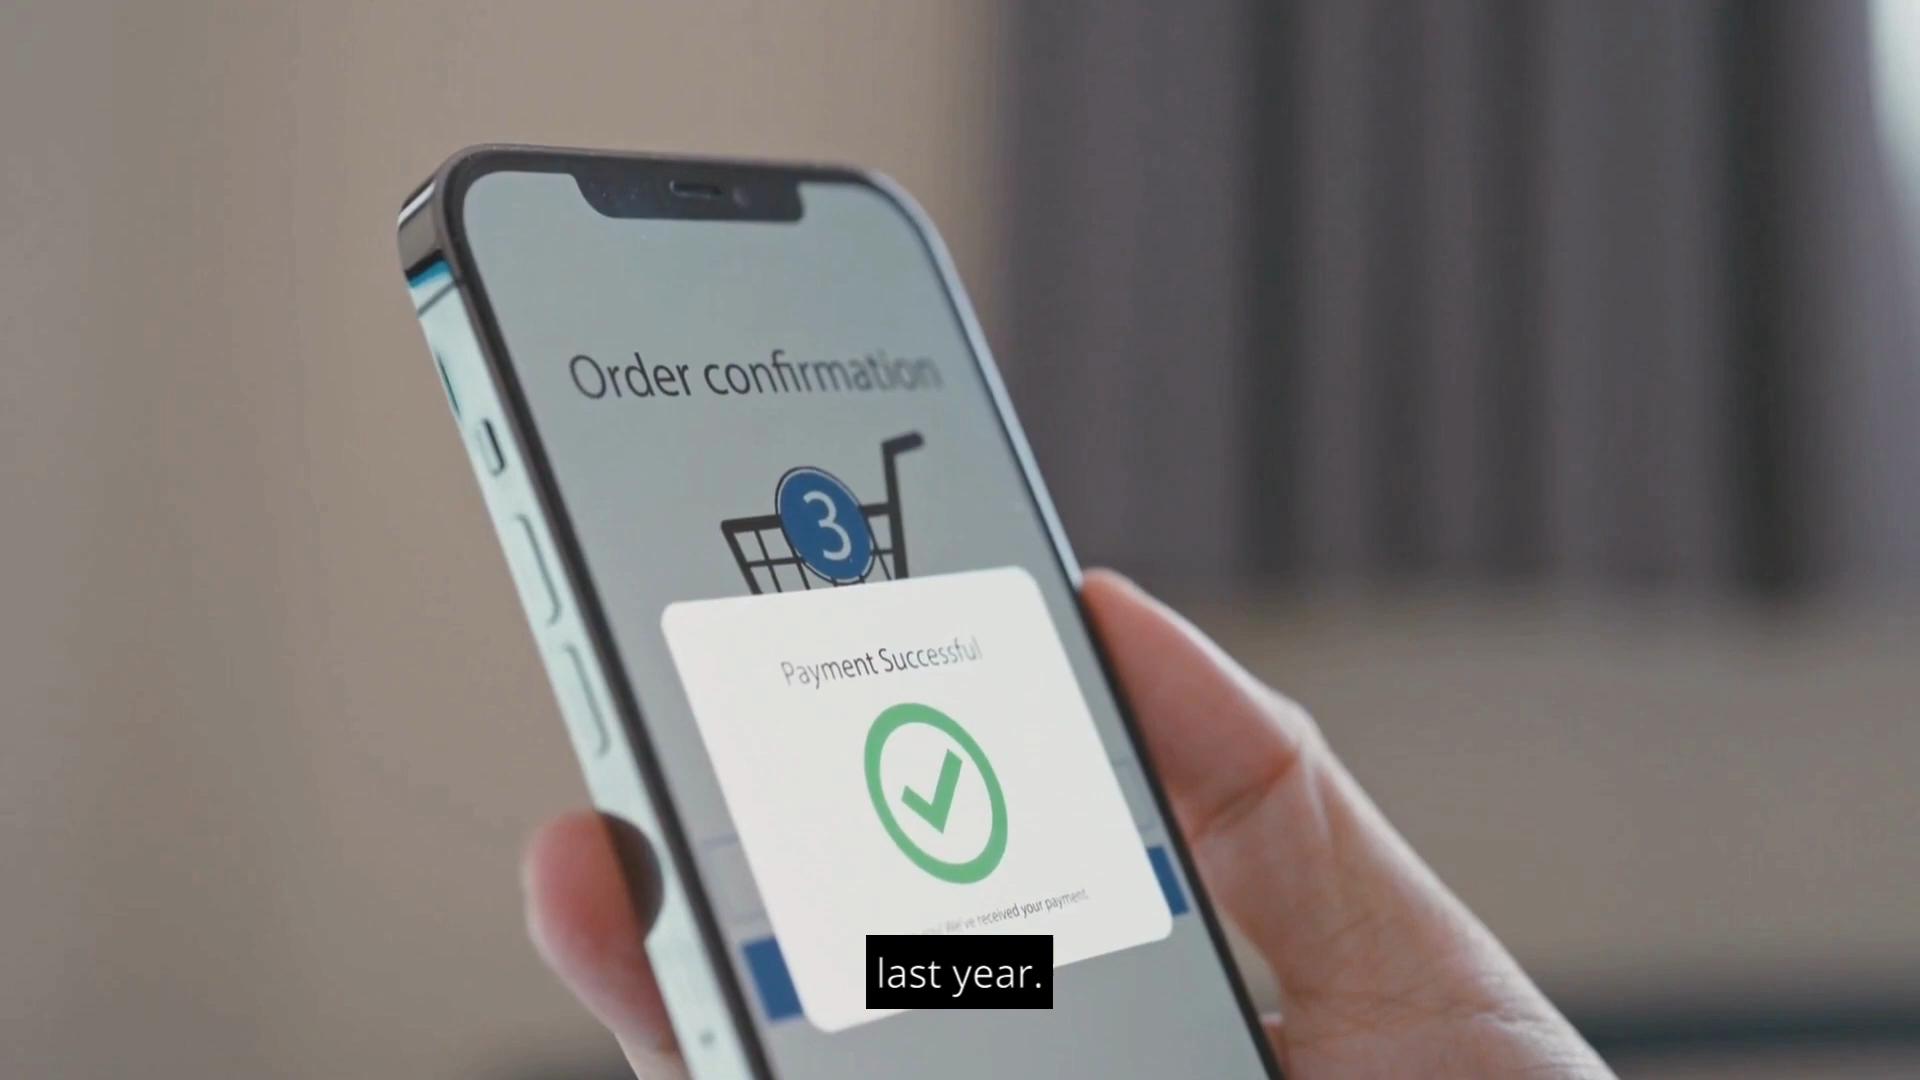 Order confirmation
3
Payment Successful
We've received your payment.
last year.